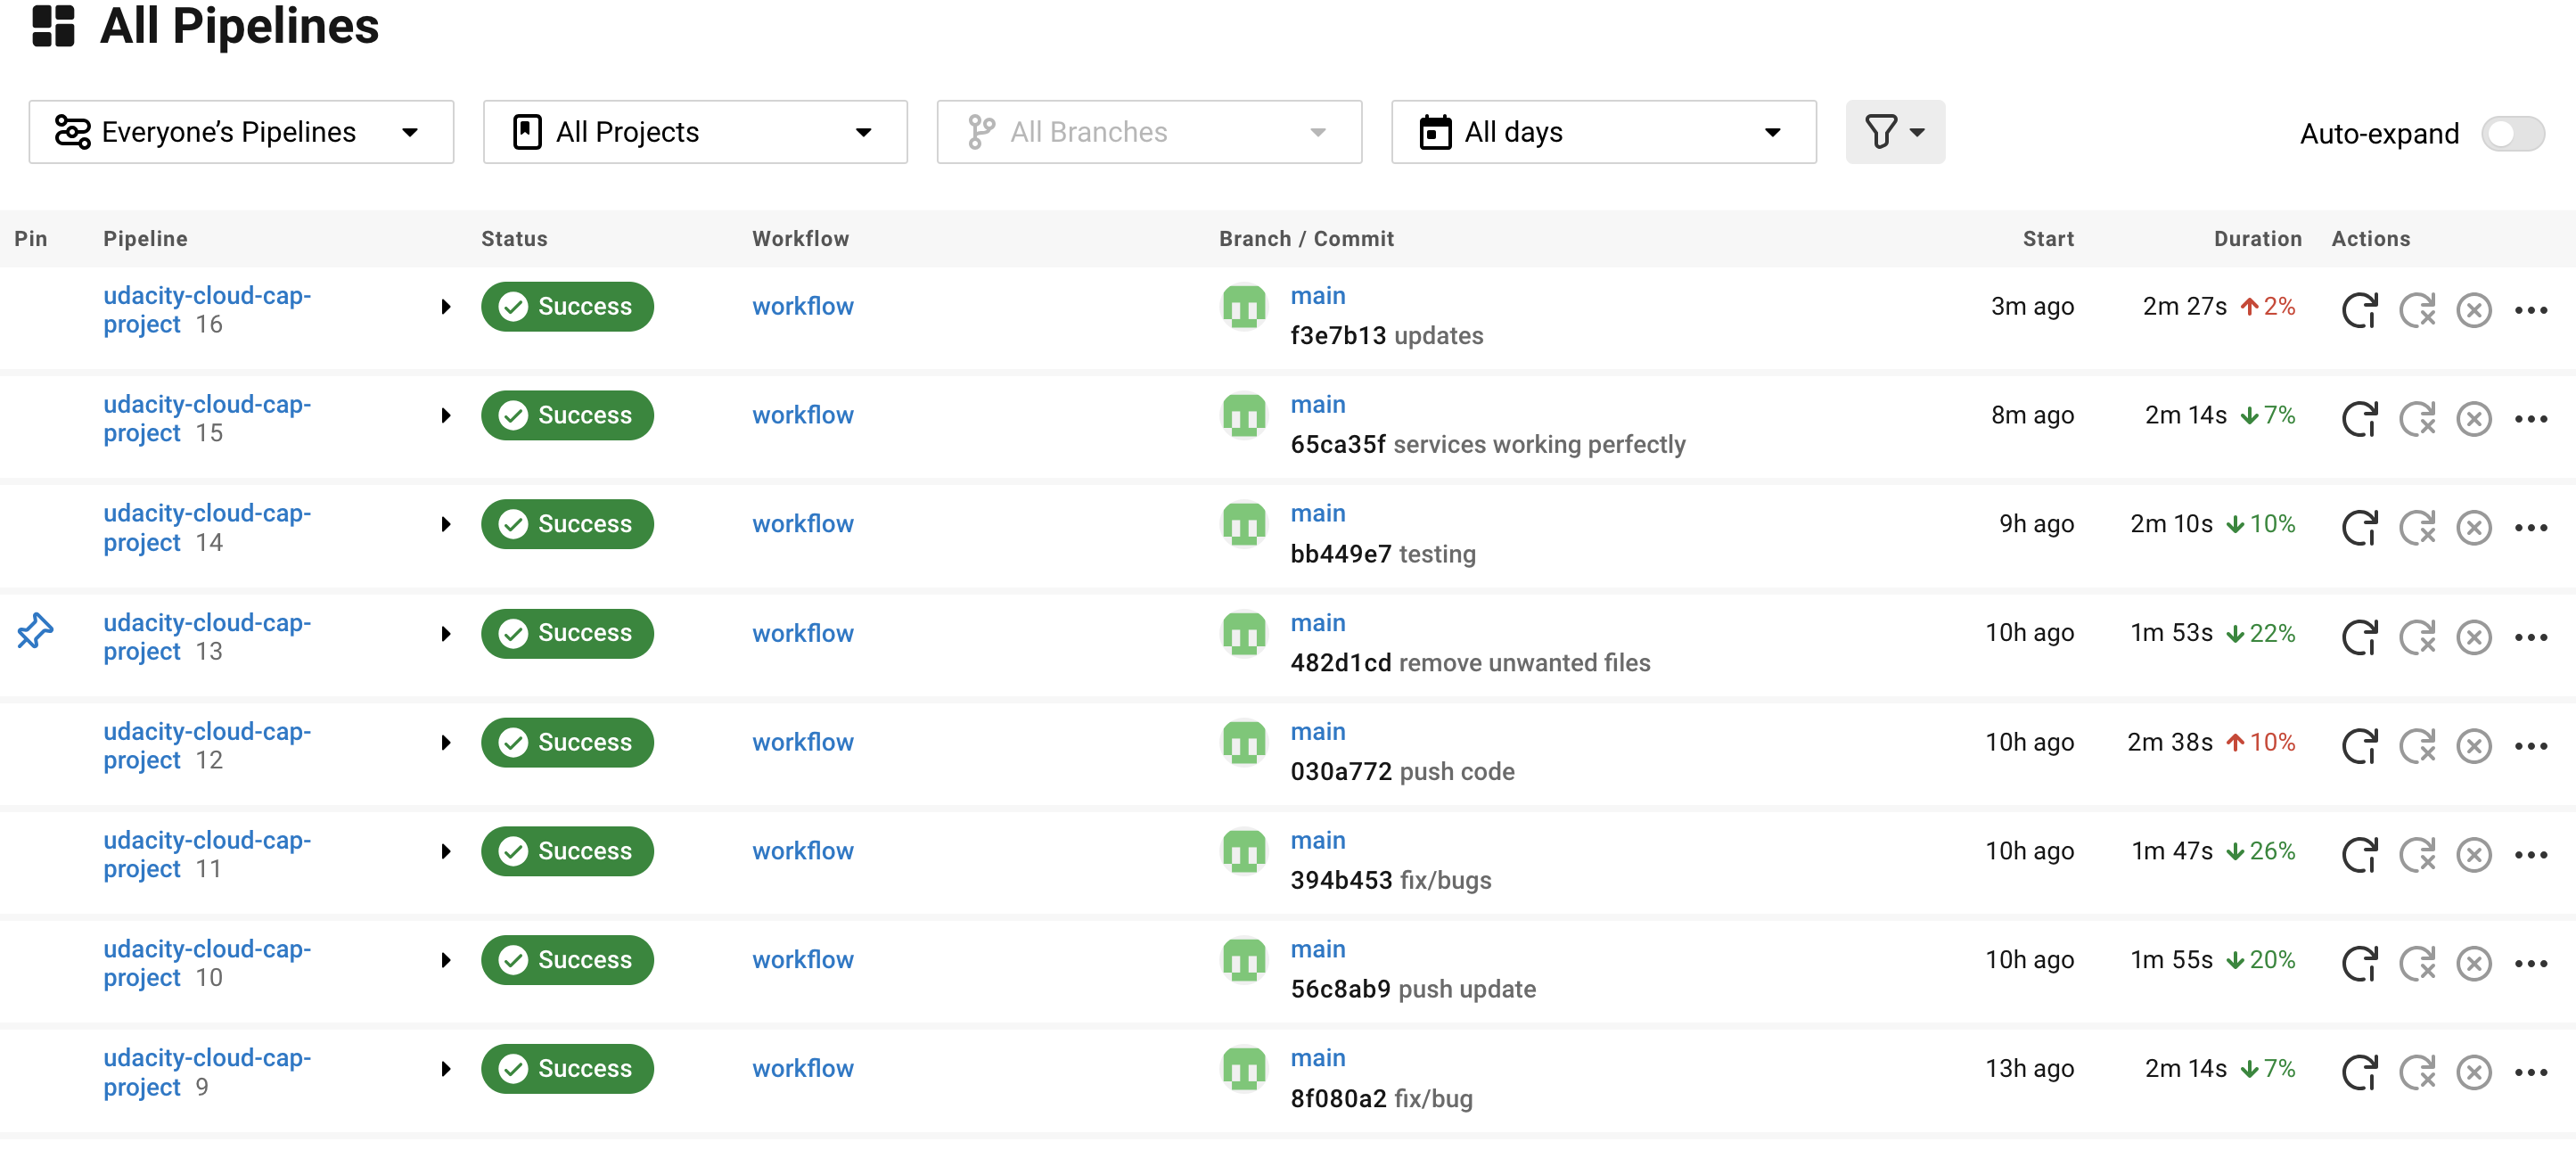 All Pipelines
Everyone’s Pipelines All Projects All Branches All days Auto-expand
Pin Pipeline Status Workflow Branch / Commit Start Duration Actions
udacity-cloud-cap-
project 16
Success workflow
main
f3e7b13 updates
3m ago 2m 27s 2%
udacity-cloud-cap-
project 15
Success workflow
main
65ca35f services working perfectly
8m ago 2m 14s 7%
udacity-cloud-cap-
project 14
Success workflow
main
bb449e7 testing
9h ago 2m 10s 10%
udacity-cloud-cap-
project 13
Success workflow
main
482d1cd remove unwanted files
10h ago 1m 53s 22%
udacity-cloud-cap-
project 12
Success workflow
main
030a772 push code
10h ago 2m 38s 10%
udacity-cloud-cap-
project 11
Success workflow
main
394b453 fix/bugs
10h ago 1m 47s 26%
udacity-cloud-cap-
project 10
Success workflow
main
56c8ab9 push update
10h ago 1m 55s 20%
udacity-cloud-cap-
project 9
Success workflow
main
8f080a2 fix/bug
13h ago 2m 14s 7%